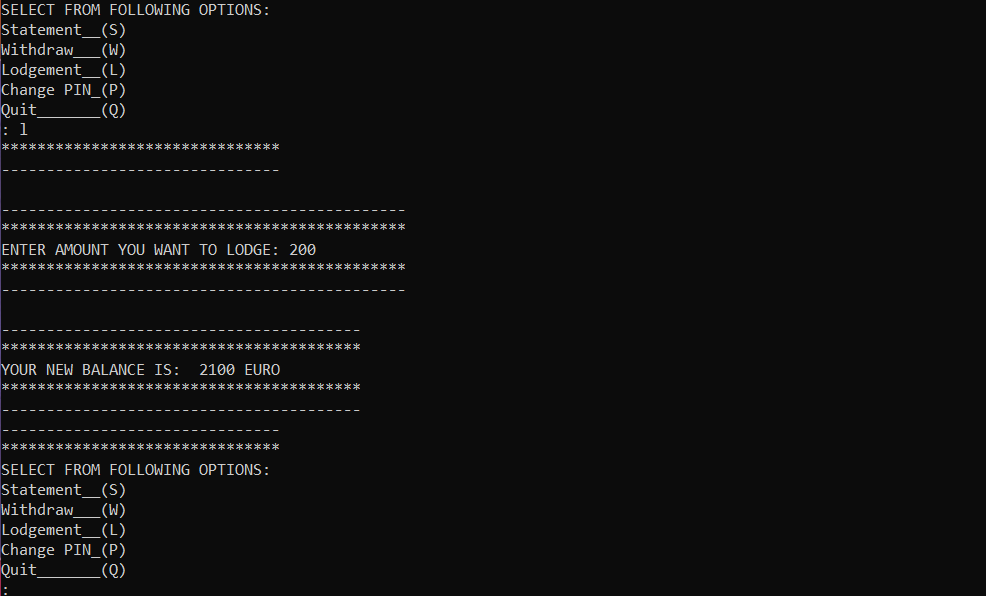 SELECT FROM FOLLOWING OPTIONS:
Statement__(S)
Withdraw___(W)
Lodgement__(L)
Change PIN_(P)
Quit_______(Q)
: l
*******************************
-------------------------------
---------------------------------------------
*********************************************
ENTER AMOUNT YOU WANT TO LODGE: 200
*********************************************
---------------------------------------------
----------------------------------------
****************************************
YOUR NEW BALANCE IS:  2100 EURO
****************************************
----------------------------------------
-------------------------------
*******************************
SELECT FROM FOLLOWING OPTIONS:
Statement__(S)
Withdraw___(W)
Lodgement__(L)
Change PIN_(P)
Quit_______(Q)
: